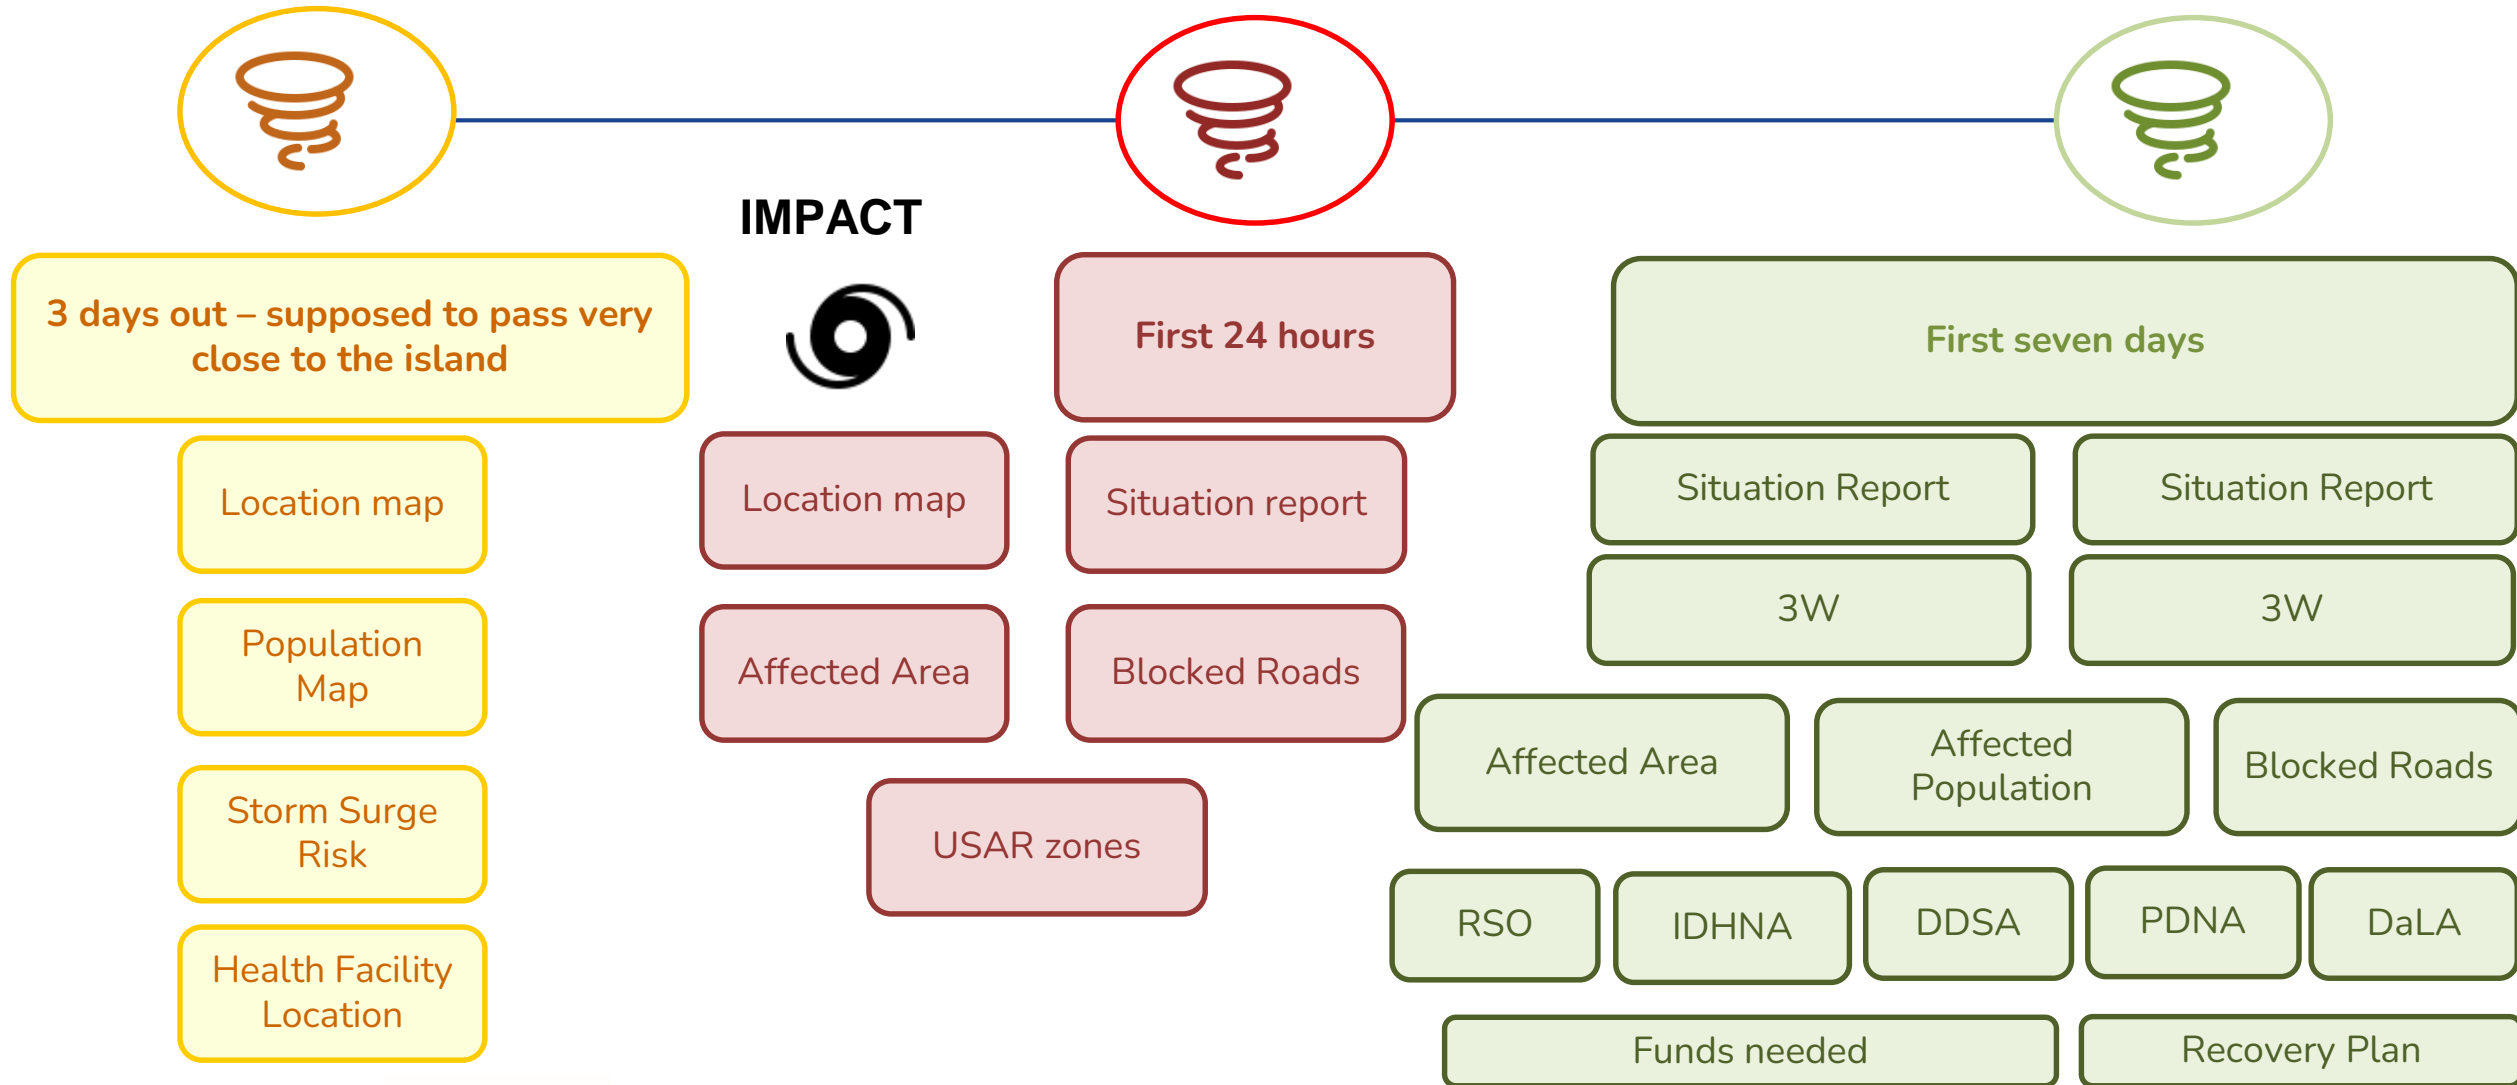 IMPACT
3 days out – supposed to pass very
close to the island
First 24 hours
First seven days
Location map
Population
Map
Storm Surge
Risk
Health Facility
Location
Location map
Situation report
Affected Area
Blocked Roads
USAR zones
Situation Report
Situation Report
3W
3W
Affected Area
Affected
Population
Blocked Roads
RSO
IDHNA
DDSA
PDNA
DaLA
Funds needed
Recovery Plan